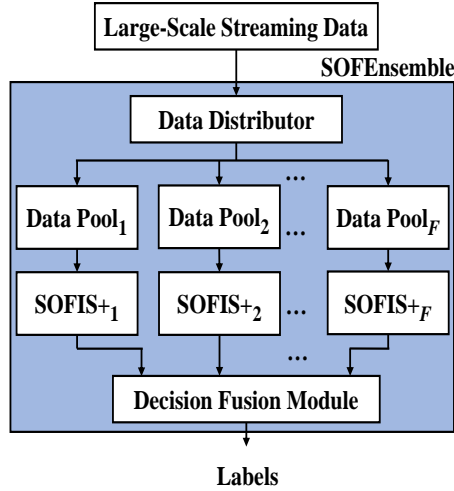 Large-Scale Streaming Data
SOFEnsemble
Data Distributor
...
Data Pool1 Data Pool2 ... Data PoolF
SOFIS+1 SOFIS+2 ... SOFIS+F
...
Decision Fusion Module
Labels